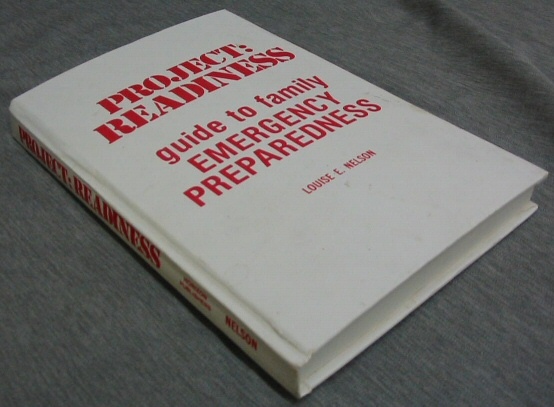 PROJECT:
READINESS
guide to family
EMERGENCY
PREPAREDNESS
LOUISE E. NELSON
PROJECT: READINESS
NELSON